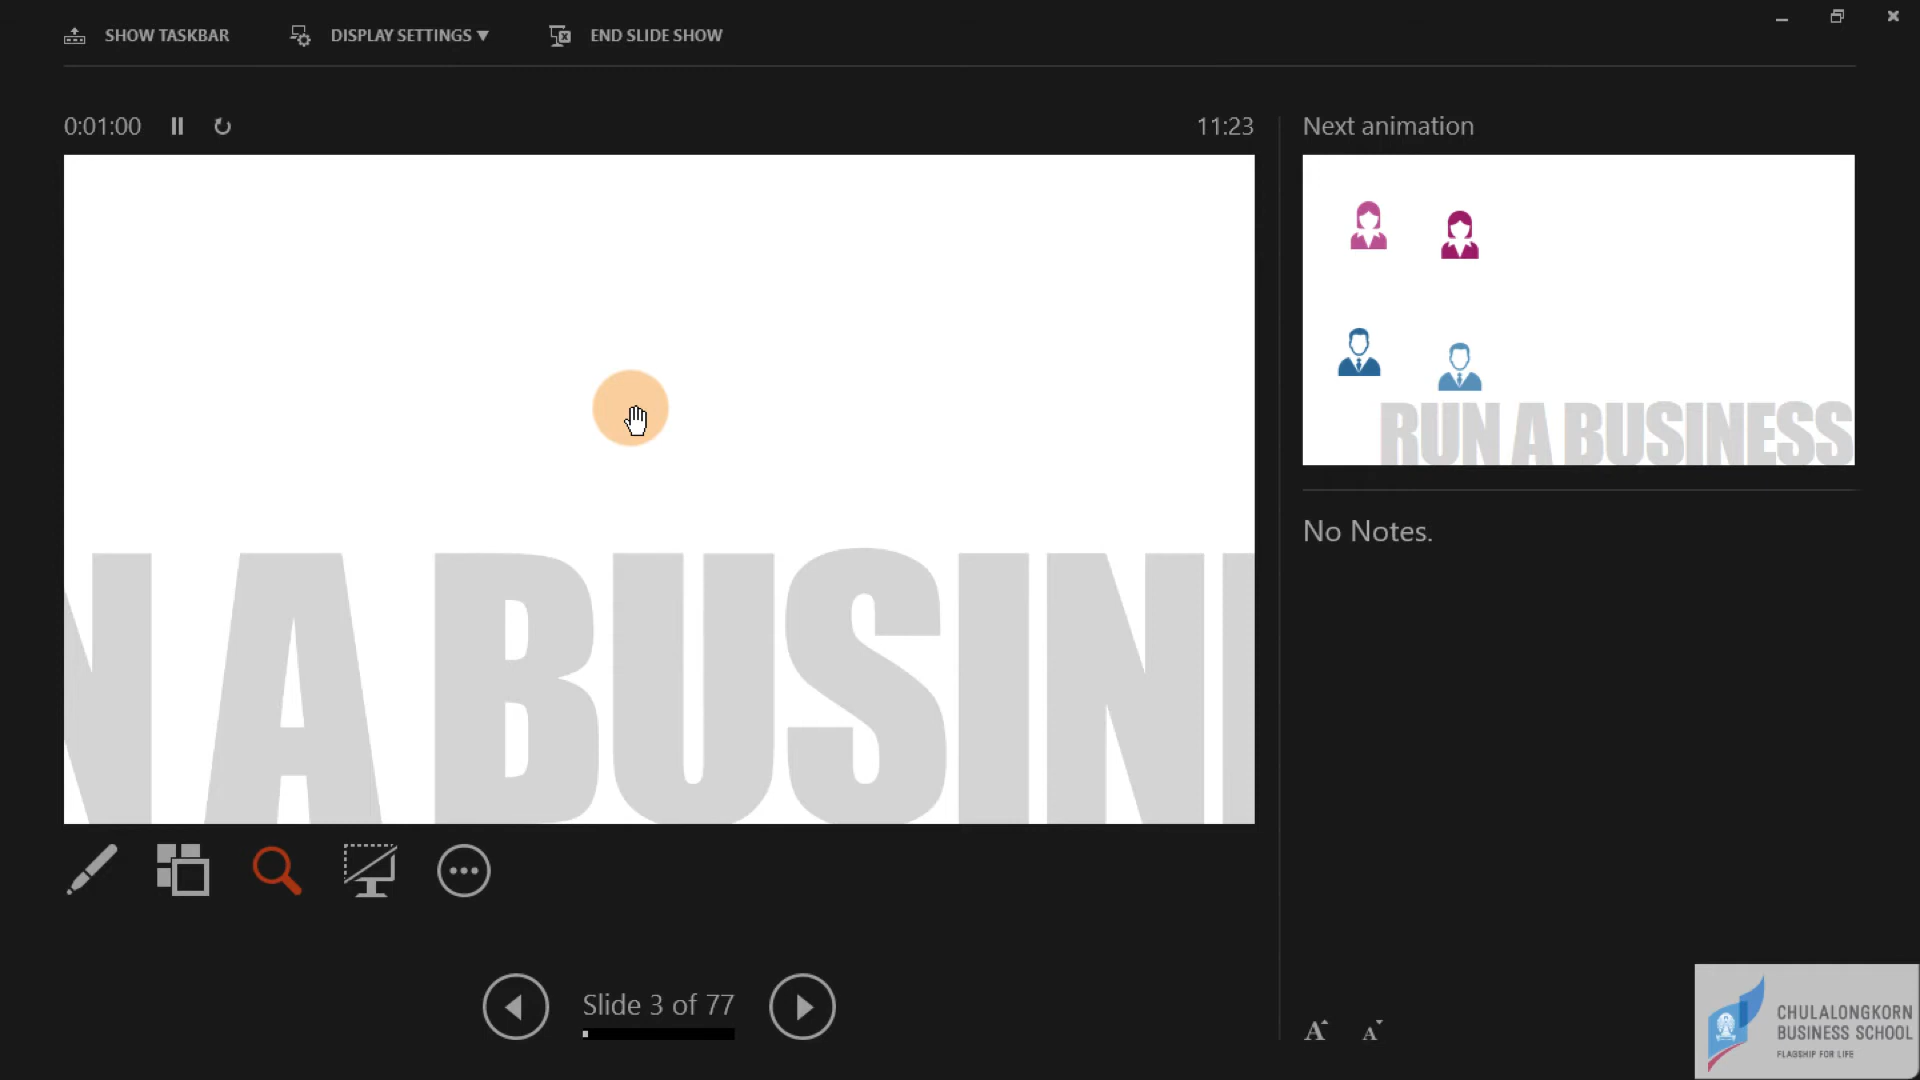 SHOW TASKBAR
DISPLAY SETTINGS ▼
END SLIDE SHOW
0:01:00
11:23
Next animation
N A BUSIN
RUN A BUSINESS
No Notes.
Slide 3 of 77
A A
CHULALONGKORN
BUSINESS SCHOOL
FLAGSHIP FOR LIFE